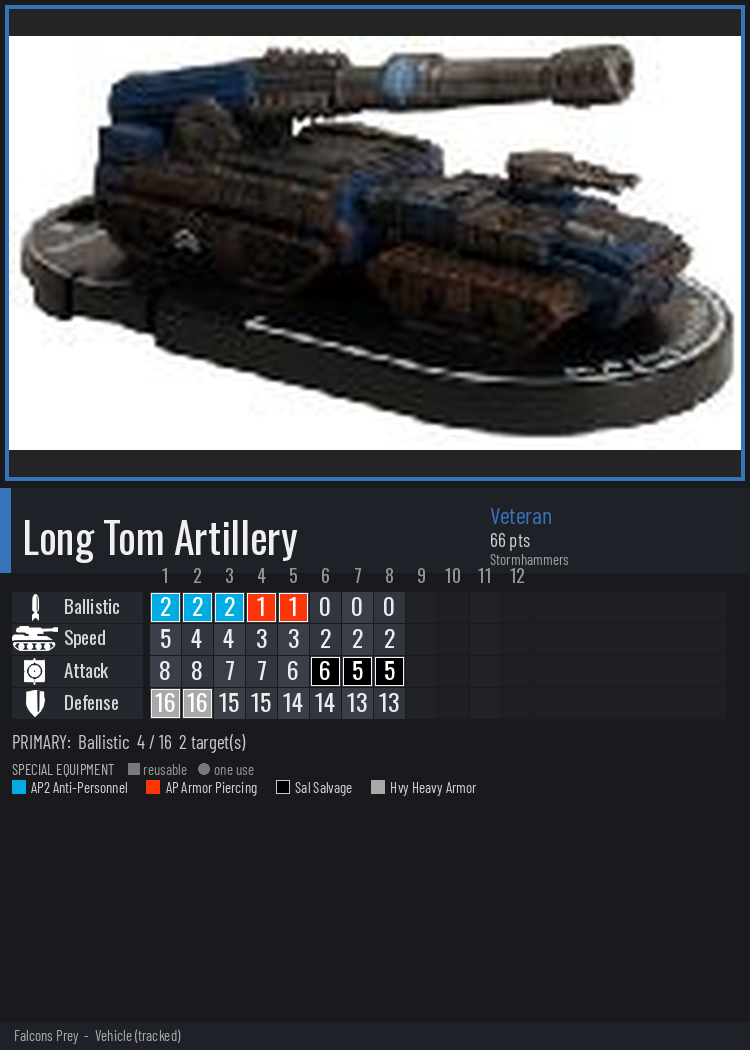 Long Tom Artillery
Veteran
66 pts
Stormhammers
1 2 3 4 5 6 7 8 9 10 11 12
Ballistic 2 2 2 1 1 0 0 0
Speed 5 4 4 3 3 2 2 2
Attack 8 8 7 7 6 6 5 5
Defense 16 16 15 15 14 14 13 13
PRIMARY: Ballistic 4 / 16 2 target(s)
SPECIAL EQUIPMENT reusable one use
AP2 Anti-Personnel AP Armor Piercing Sal Salvage Hvy Heavy Armor
Falcons Prey - Vehicle (tracked)